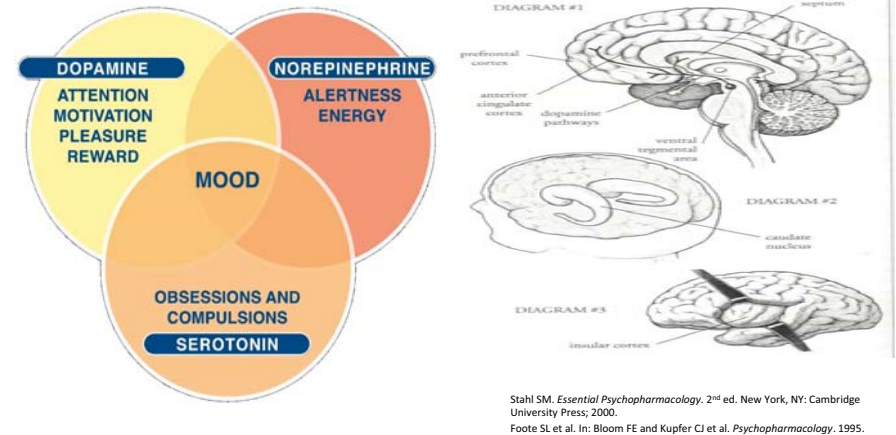 DOPAMINE
ATTENTION
MOTIVATION
PLEASURE
REWARD
NOREPINEPHRINE
ALERTNESS
ENERGY
MOOD
OBSESSIONS AND
COMPULSIONS
SEROTONIN
DIAGRAM #1
septum
prefrontal
cortex
anterior
cingulate
cortex
dopamine
pathways
ventral
tegmental
area
DIAGRAM #2
caudate
nucleus
DIAGRAM #3
insular cortex
Stahl SM. Essential Psychopharmacology. 2nd ed. New York, NY: Cambridge
University Press; 2000.
Foote SL et al. In: Bloom FE and Kupfer CJ et al. Psychopharmacology. 1995.